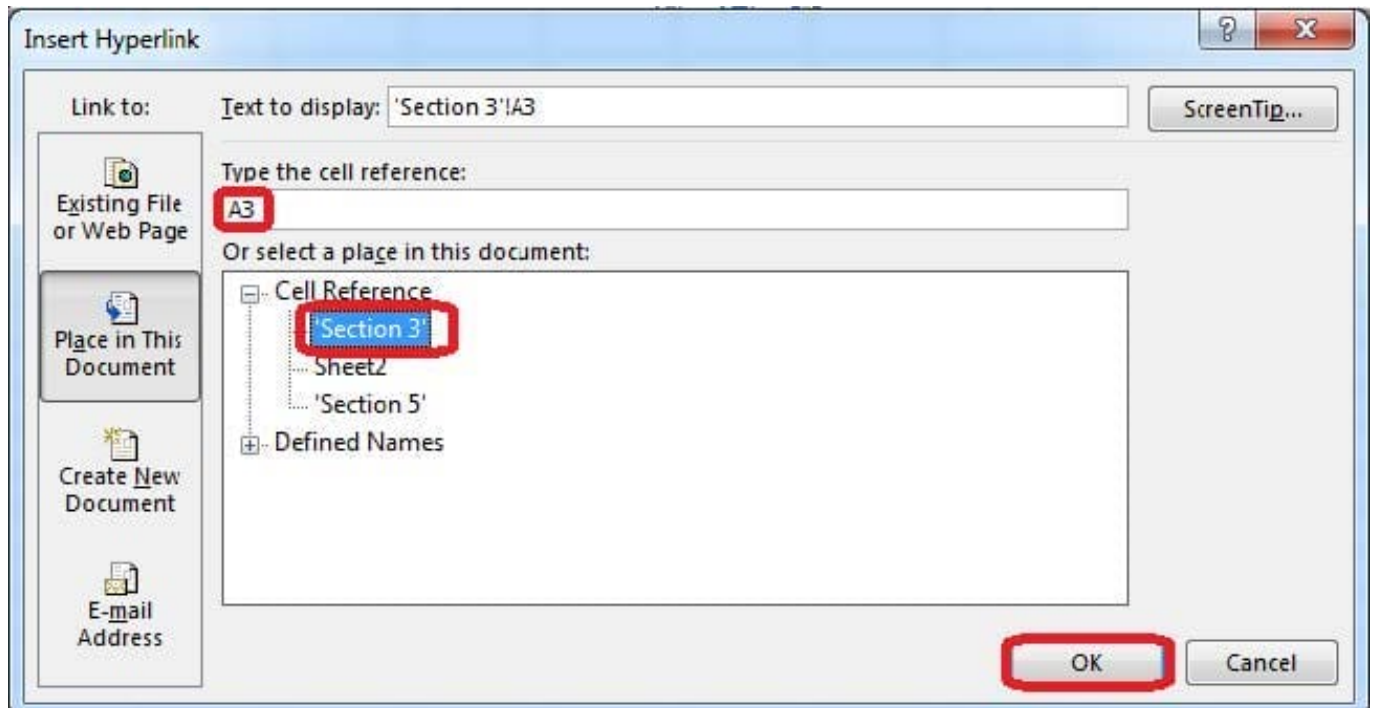 Insert Hyperlink
Link to:
Text to display: 'Section 3'!A3
ScreenTip...
Type the cell reference:
A3
Or select a place in this document:
Existing File
or Web Page
Place in This
Document
Create New
Document
E-mail
Address
Cell Reference
'Section 3'
Sheet2
'Section 5'
Defined Names
OK
Cancel